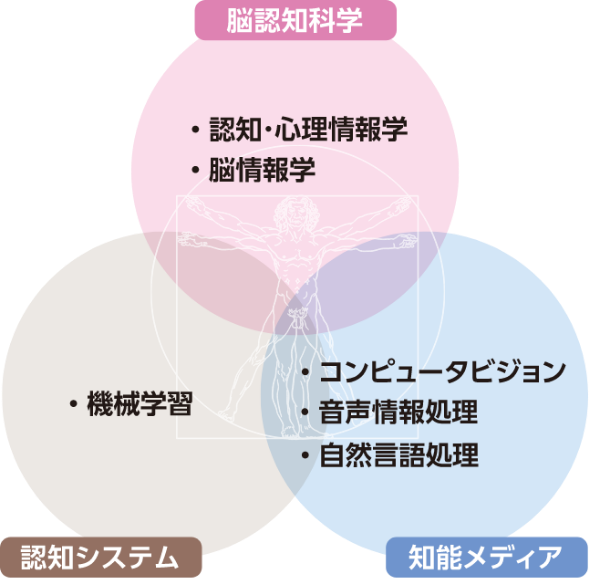 脳認知科学
・認知・心理情報学
・脳情報学
・機械学習
・コンピュータビジョン
・音声情報処理
・自然言語処理
認知システム
知能メディア